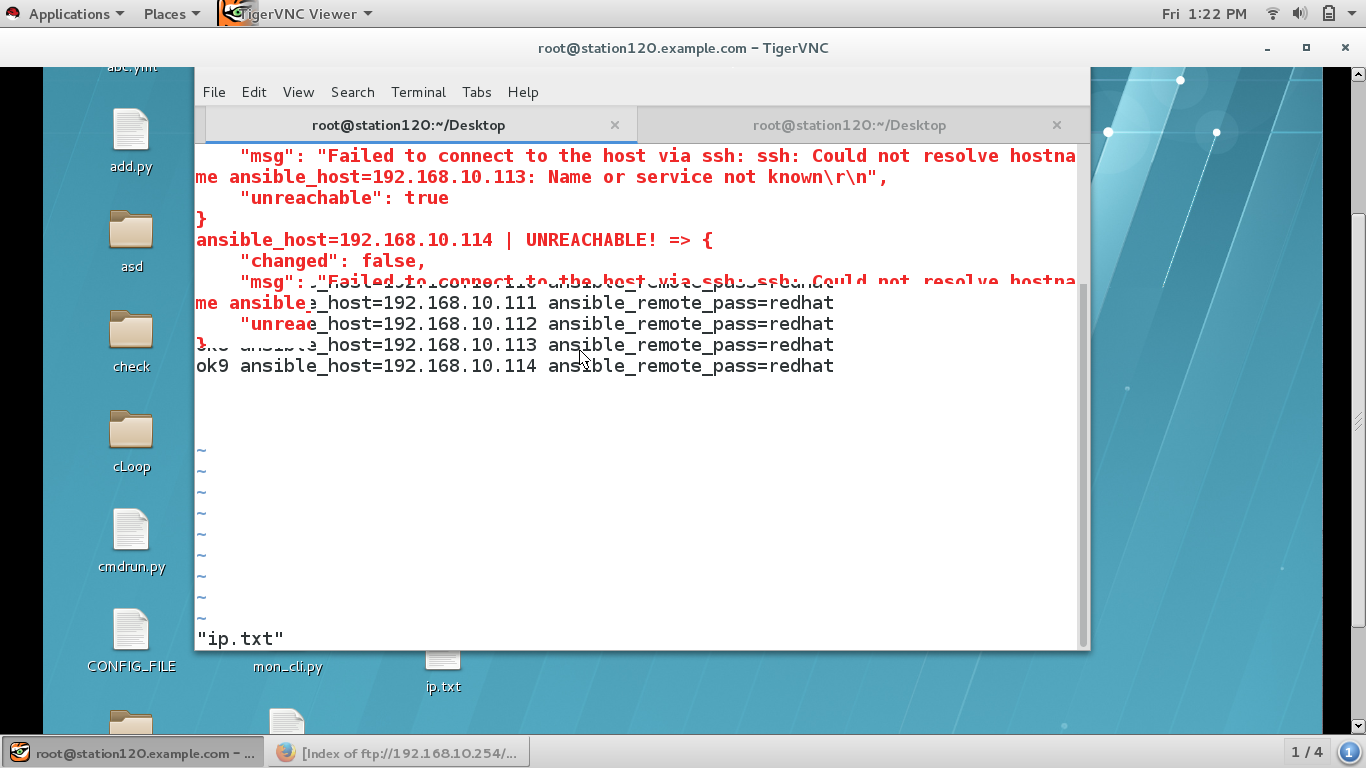 Applications
Places
TigerVNC Viewer
Fri 1:22 PM
root@station120.example.com – TigerVNC
abc.yml
File Edit View Search Terminal Tabs Help
root@station120:~/Desktop
root@station120:~/Desktop
"msg": "Failed to connect to the host via ssh: ssh: Could not resolve hostna
me ansible_host=192.168.10.113: Name or service not known\r\n",
"unreachable": true
}
ansible_host=192.168.10.114 | UNREACHABLE! => {
"changed": false,
"msg": "Failed to connect to the host via ssh: ssh: Could not resolve hostna
me ansible_host=192.168.10.111 ansible_remote_pass=redhat
"unrea e_host=192.168.10.112 ansible_remote_pass=redhat
} ansible_host=192.168.10.113 ansible_remote_pass=redhat
ok9 ansible_host=192.168.10.114 ansible_remote_pass=redhat
~
~
~
~
~
~
~
~
~
"ip.txt"
add.py
asd
check
cLoop
cmdrun.py
CONFIG_FILE
mon_cli.py
ip.txt
root@station120.example.com – ...
[Index of ftp://192.168.10.254/...
1 / 4
1